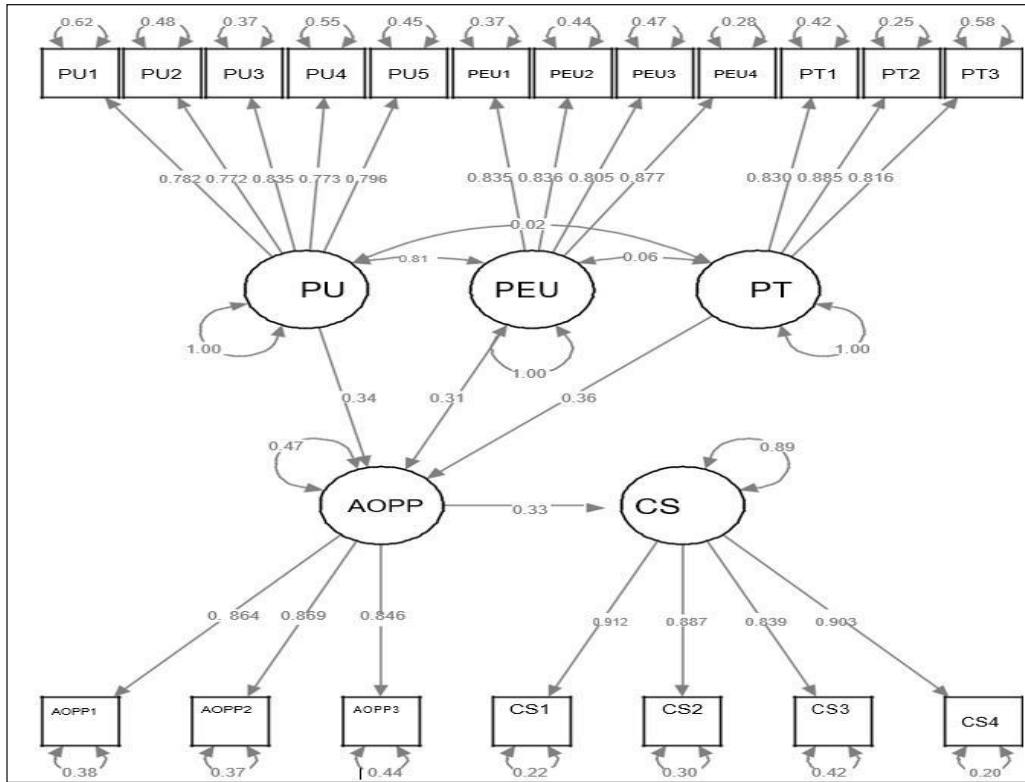 0.62 0.48 0.37 0.55 0.45 0.37 0.44 0.47 0.28 0.42 0.25 0.58
PU1 PU2 PU3 PU4 PU5 PEU1 PEU2 PEU3 PEU4 PT1 PT2 PT3
0.782 0.772 0.835 0.773 0.796 0.835 0.836 0.805 0.877 0.830 0.885 0.816
0.02
0.81 0.06
PU PEU PT
1.00 1.00 1.00
0.34 0.31 0.36
0.47 0.89
AOPP CS
0.33
0. 864 0.869 0.846 0.912 0.887 0.839 0.903
AOPP1 AOPP2 AOPP3 CS1 CS2 CS3 CS4
0.38 0.37 0.44 0.22 0.30 0.42 0.20